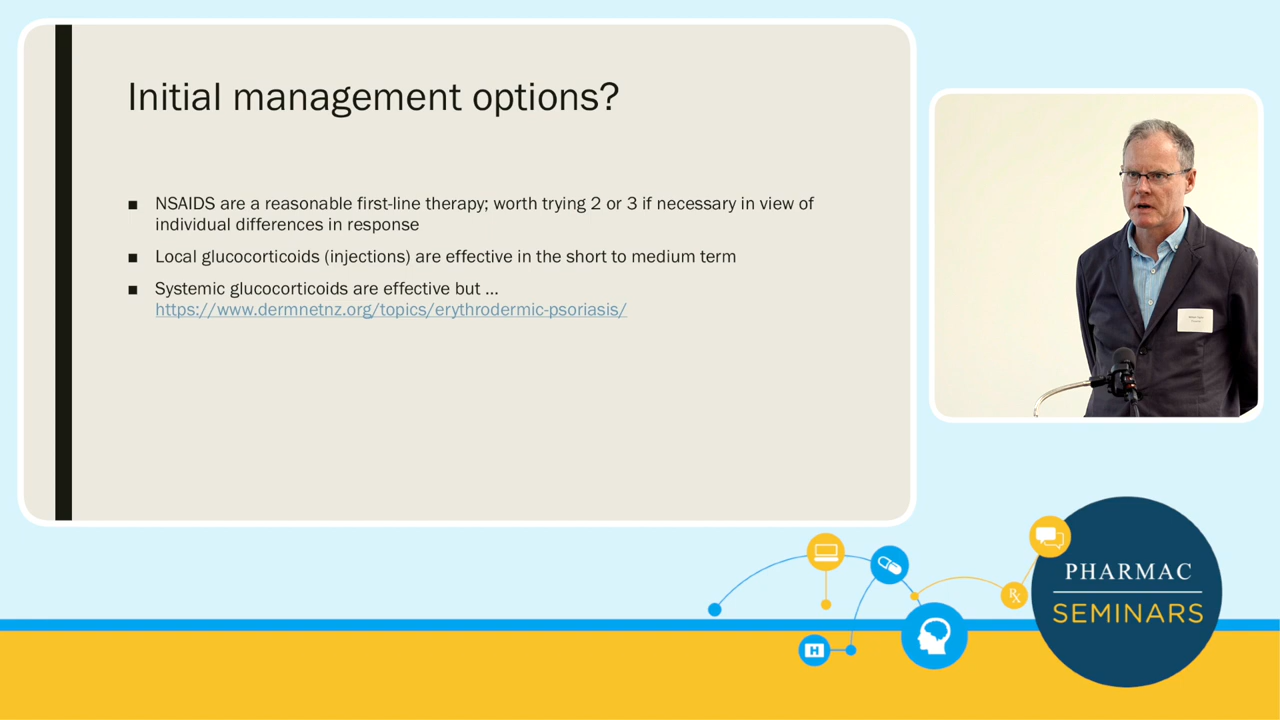 Initial management options?
■ NSAIDS are a reasonable first-line therapy; worth trying 2 or 3 if necessary in view of
individual differences in response
■ Local glucocorticoids (injections) are effective in the short to medium term
■ Systemic glucocorticoids are effective but ...
https://www.dermnetnz.org/topics/erythrodermic-psoriasis/
Rx
H
PHARMAC
SEMINARS